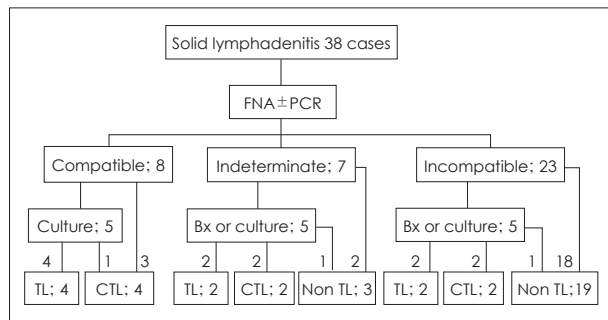 Solid lymphadenitis 38 cases
FNA±PCR
Compatible; 8 Indeterminate; 7 Incompatible; 23
Culture; 5 Bx or culture; 5 Bx or culture; 5
4 1 3 2 2 1 2 2 2 1 18
TL; 4 CTL; 4 TL; 2 CTL; 2 Non TL; 3 TL; 2 CTL; 2 Non TL;19